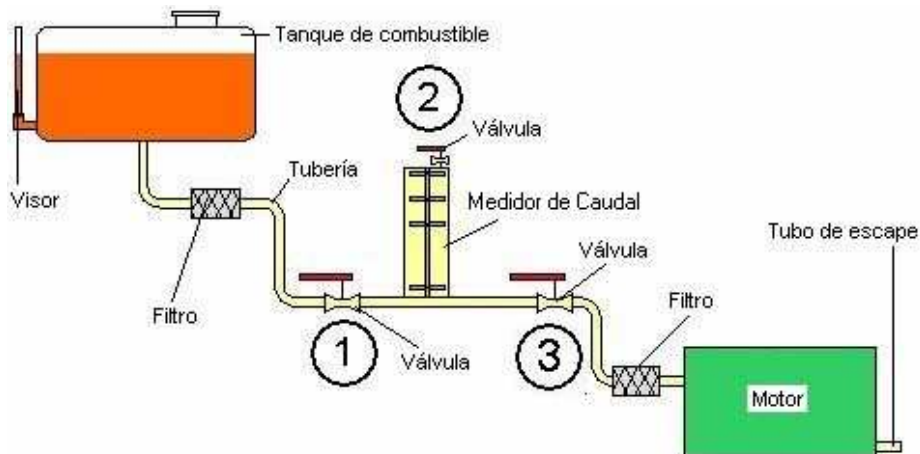 Tanque de combustible
2
Válvula
Tubería
Visor
Medidor de Caudal
Tubo de escape
Válvula
Filtro
Filtro
1
Válvula
3
Motor